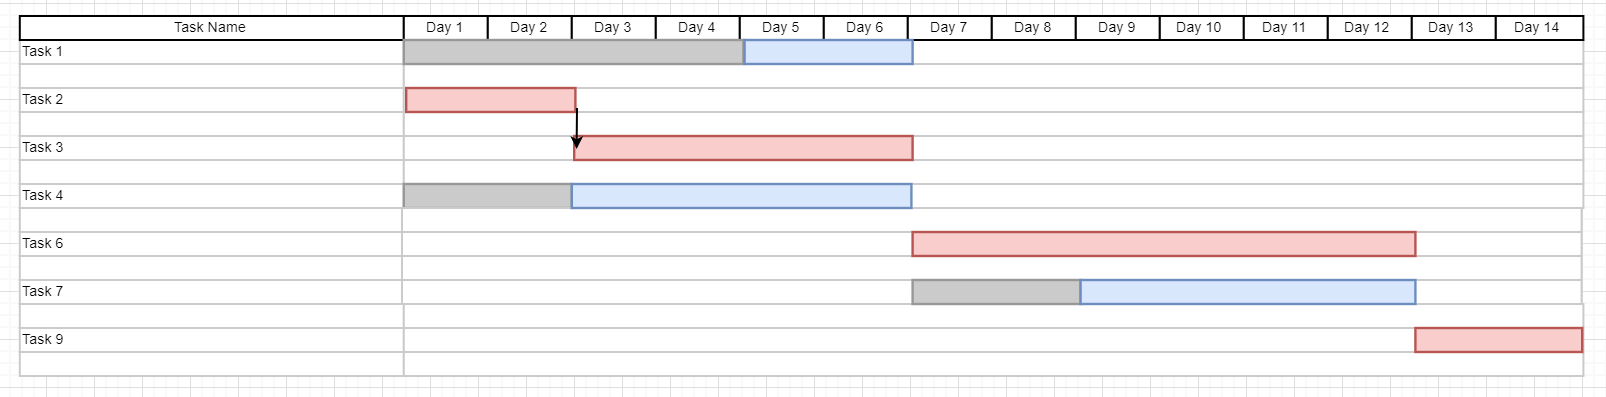 Task Name Day 1 Day 2 Day 3 Day 4 Day 5 Day 6 Day 7 Day 8 Day 9 Day 10 Day 11 Day 12 Day 13 Day 14
Task 1
Task 2
Task 3
Task 4
Task 6
Task 7
Task 9